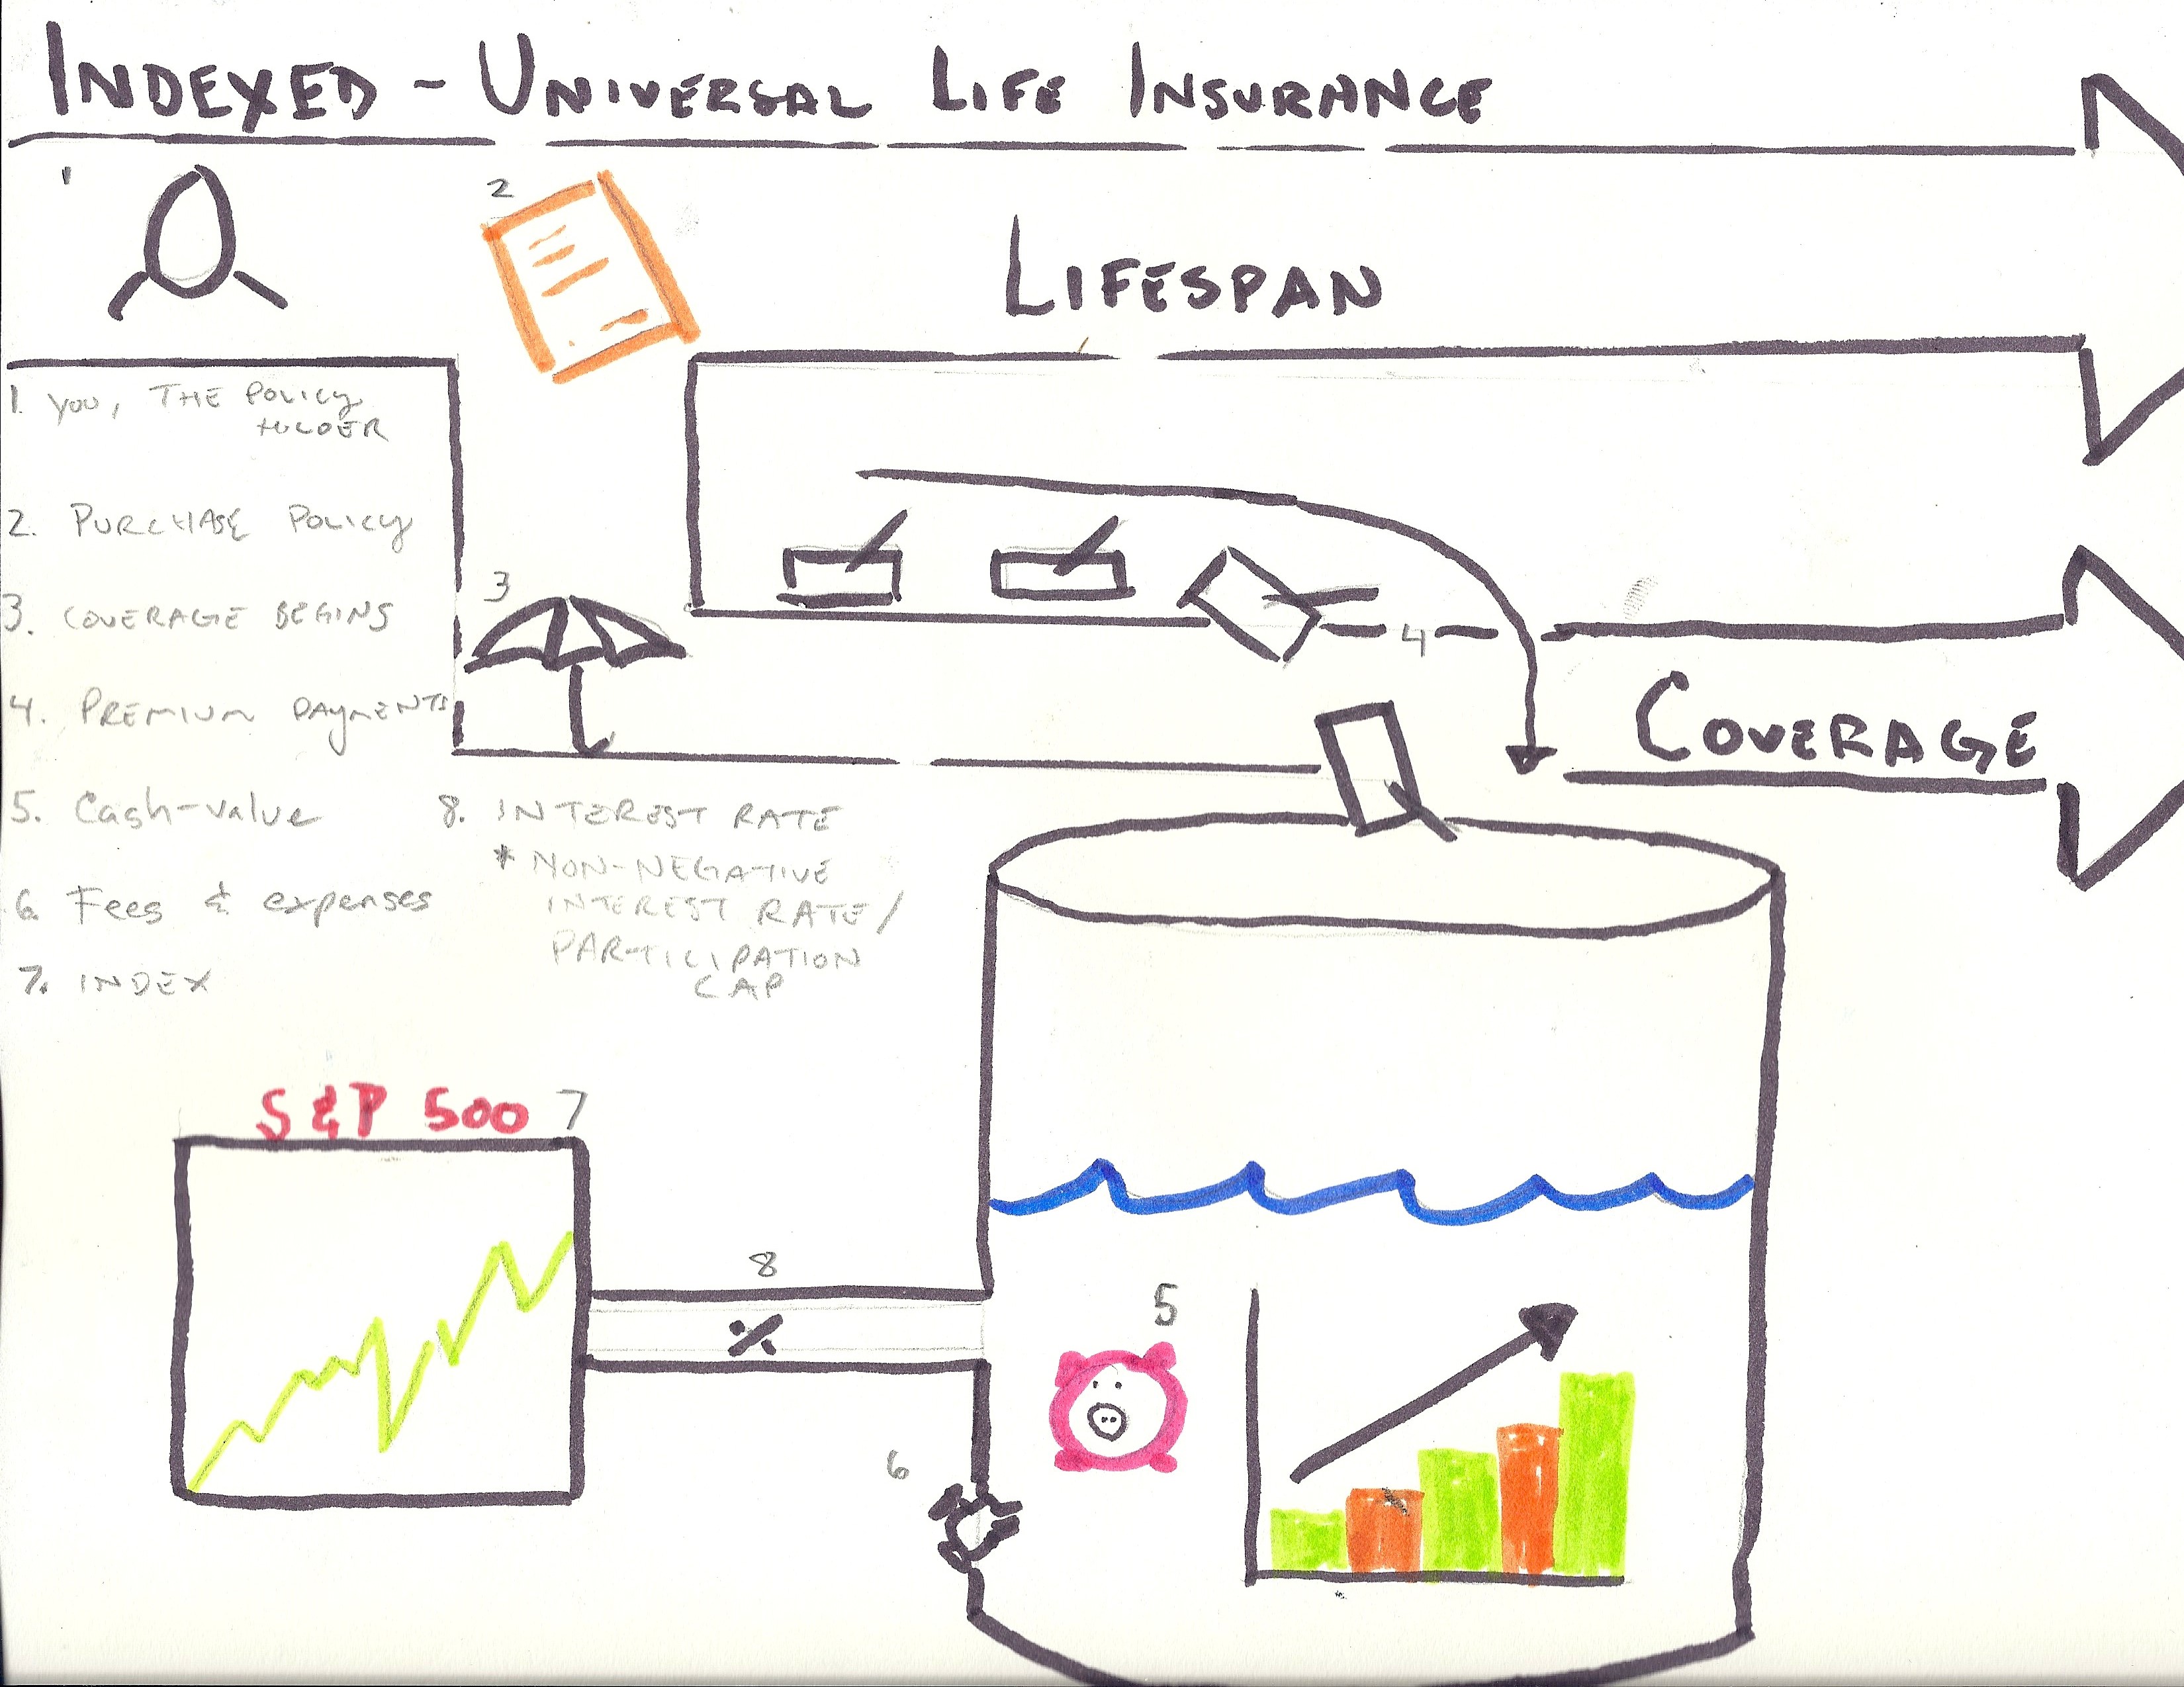 INDEXED - UNIVERSAL LIFE INSURANCE
1
2
LIFESPAN
1. YOU, THE POLICY
HOLDER
2. PURCHASE POLICY
3. COVERAGE BEGINS
3
4
4. PREMIUM PAYMENTS
COVERAGE
5. Cash-value
6. Fees & expenses
7. INDEX
8. INTEREST RATE
* NON-NEGATIVE
INTEREST RATE/
PARTICIPATION
CAP
S&P 500 7
8
%
5
6